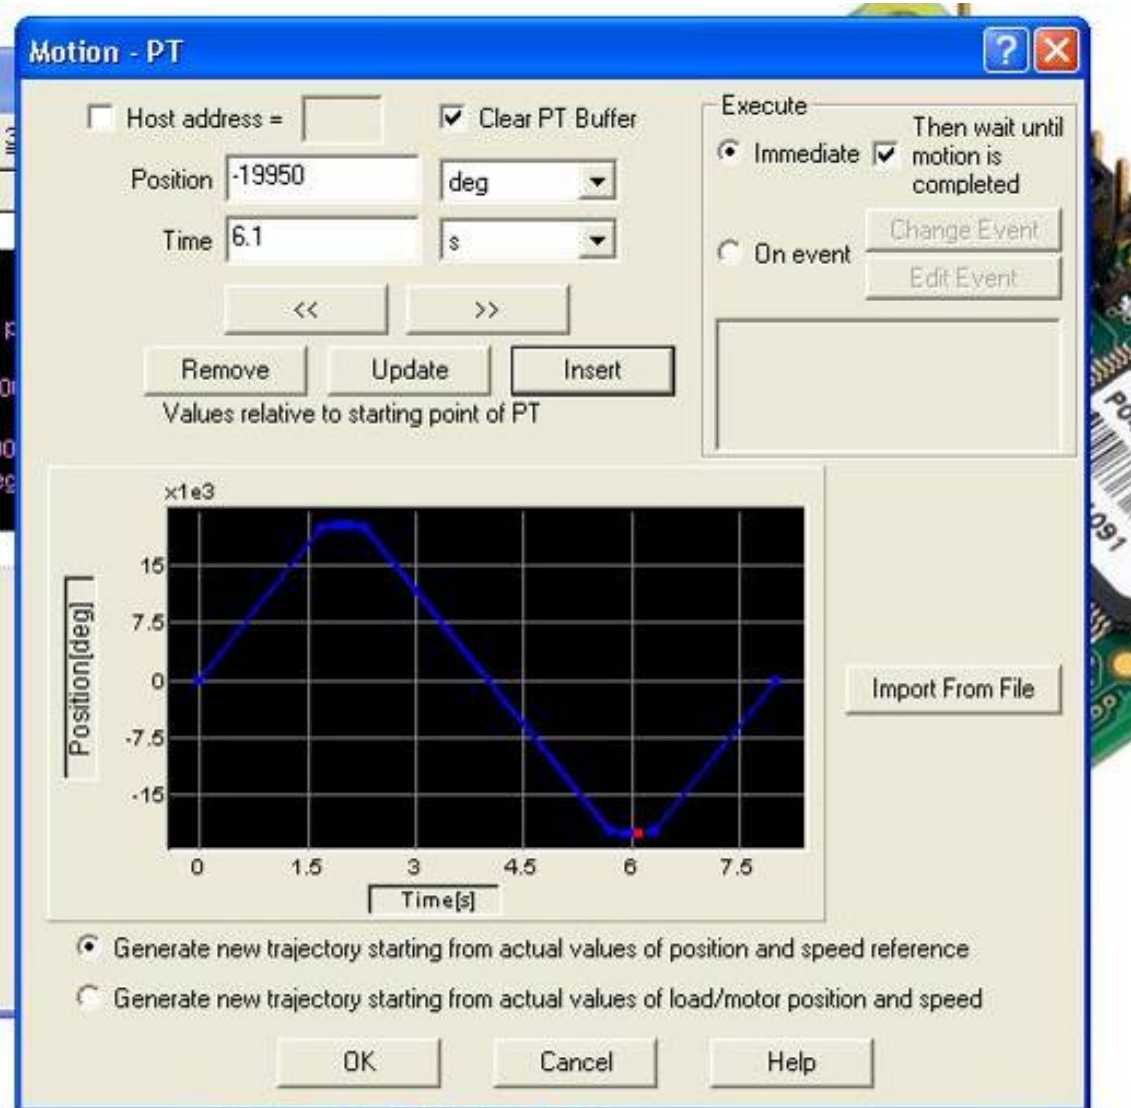 Motion - PT
Host address =
Clear PT Buffer
Position -19950 deg
Time 6.1 s
<< >>
Remove Update Insert
Values relative to starting point of PT
Execute
Immediate
Then wait until
motion is
completed
On event
Change Event
Edit Event
x1e3
15
7.5
0
-7.5
-15
Position[deg]
0 1.5 3 4.5 6 7.5
Time[s]
Import From File
Generate new trajectory starting from actual values of position and speed reference
Generate new trajectory starting from actual values of load/motor position and speed
OK Cancel Help
1091